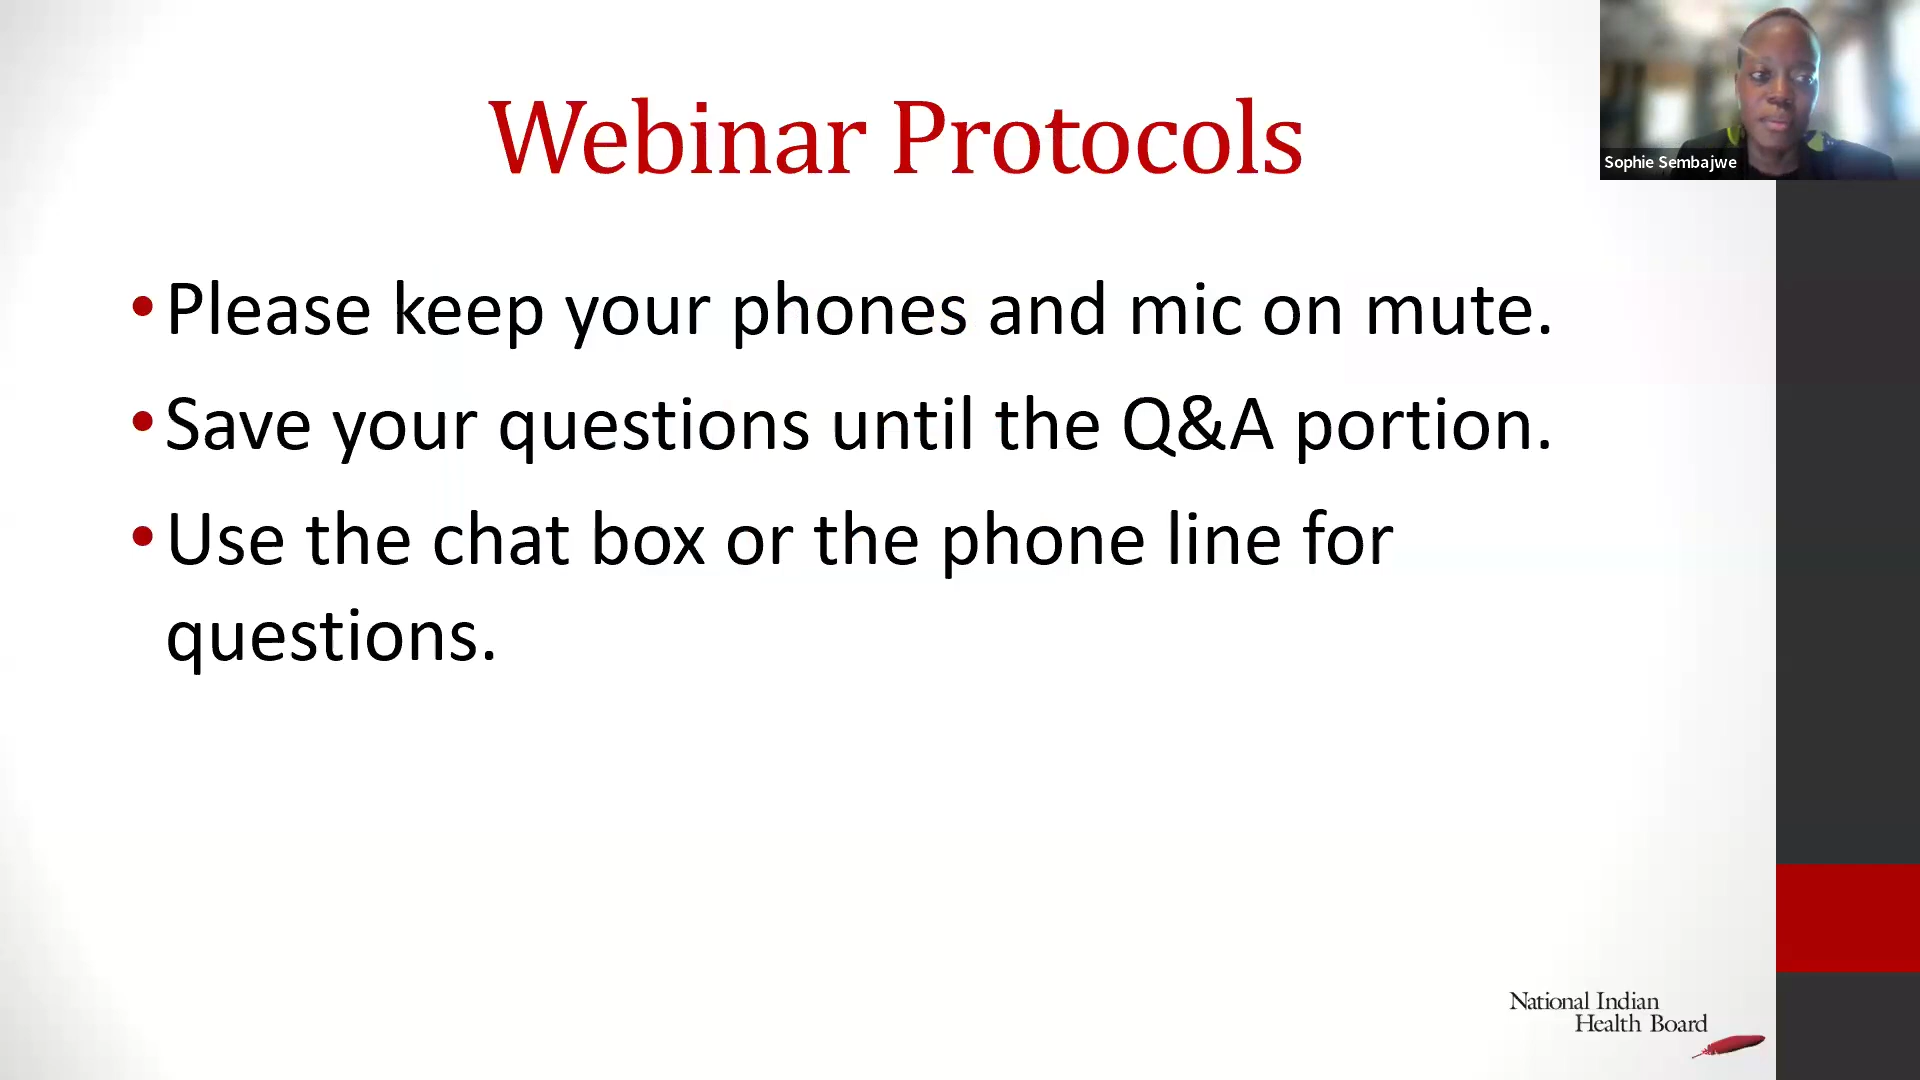 Webinar Protocols
Sophie Sembajwe
•Please keep your phones and mic on mute.
•Save your questions until the Q&A portion.
•Use the chat box or the phone line for
questions.
National Indian
Health Board